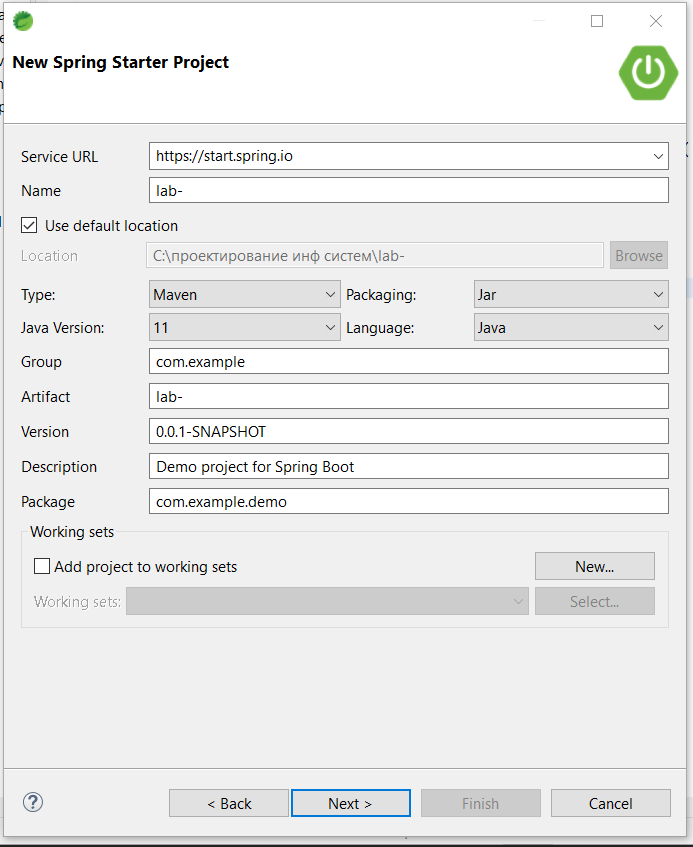 New Spring Starter Project
Service URL https://start.spring.io
Name lab-
Use default location
Location C:\проектирование инф систем\lab- Browse
Type: Maven Packaging: Jar
Java Version: 11 Language: Java
Group com.example
Artifact lab-
Version 0.0.1-SNAPSHOT
Description Demo project for Spring Boot
Package com.example.demo
Working sets
Add project to working sets New...
Working sets: Select...
? < Back Next > Finish Cancel